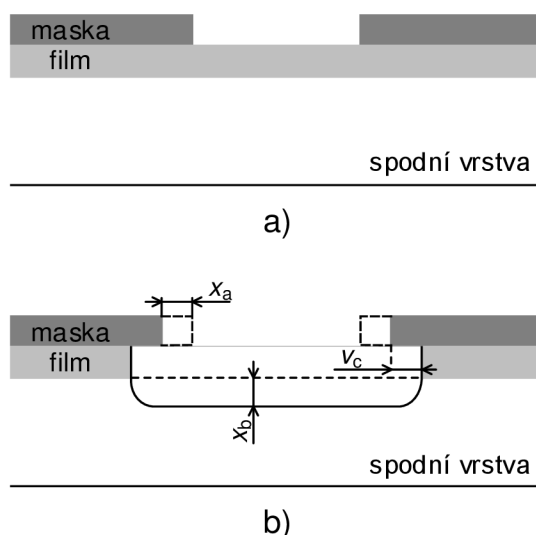 maska
film
spodní vrstva
a)
xa
maska
film
vc
xb
spodní vrstva
b)